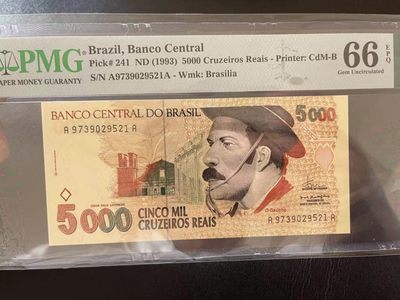 PMG
PAPER MONEY GUARANTY
Brazil, Banco Central
Pick# 241 ND (1993) 5000 Cruzeiros Reais - Printer: CdM-B
S/N A9739029521A - Wmk: Brasilia
66 EPQ
Gem Uncirculated
BANCO CENTRAL DO BRASIL
5000
A 9739029521 A
5000
CINCO MIL
CRUZEIROS REAIS
A 9739029521 A